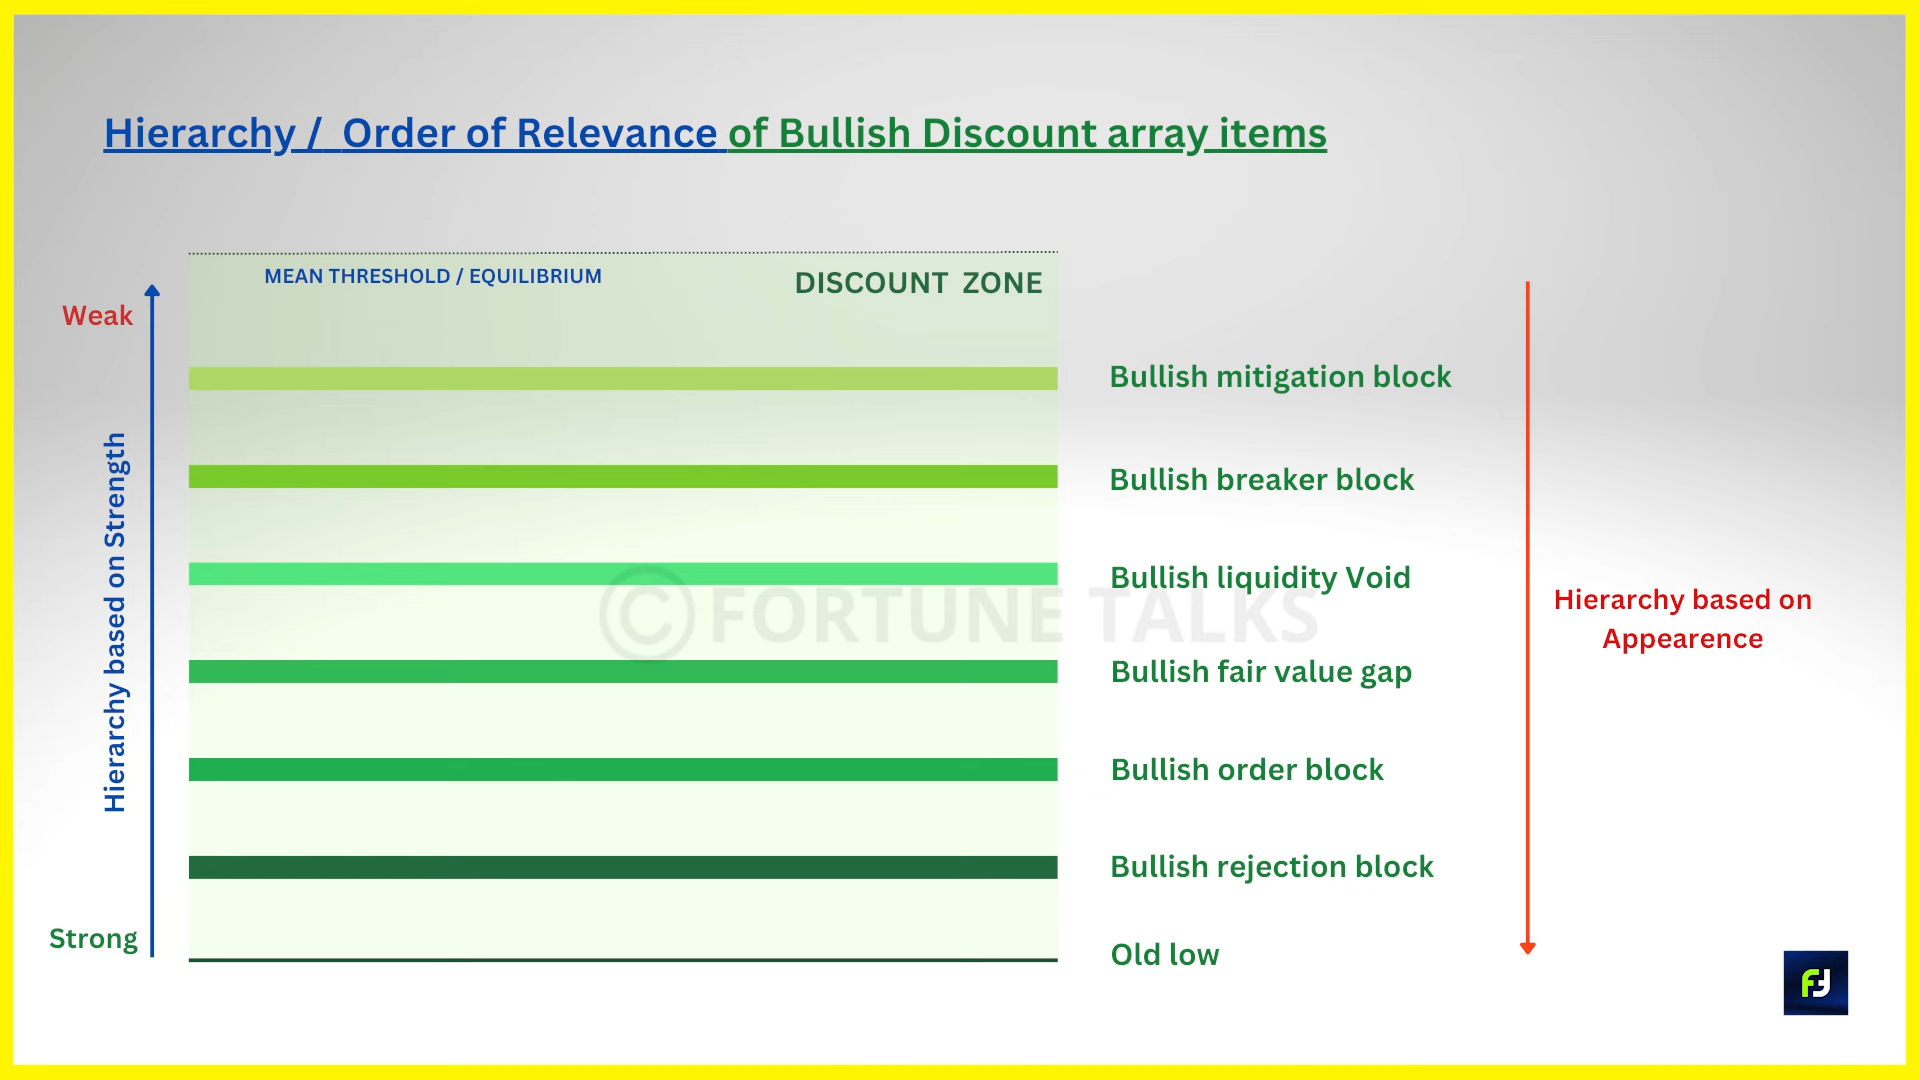 Hierarchy / Order of Relevance of Bullish Discount array items
MEAN THRESHOLD / EQUILIBRIUM
DISCOUNT ZONE
Weak
Bullish mitigation block
Bullish breaker block
Hierarchy based on Strength
Bullish liquidity Void
©FORTUNE TALKS
Hierarchy based on
Appearence
Bullish fair value gap
Bullish order block
Bullish rejection block
Strong
Old low